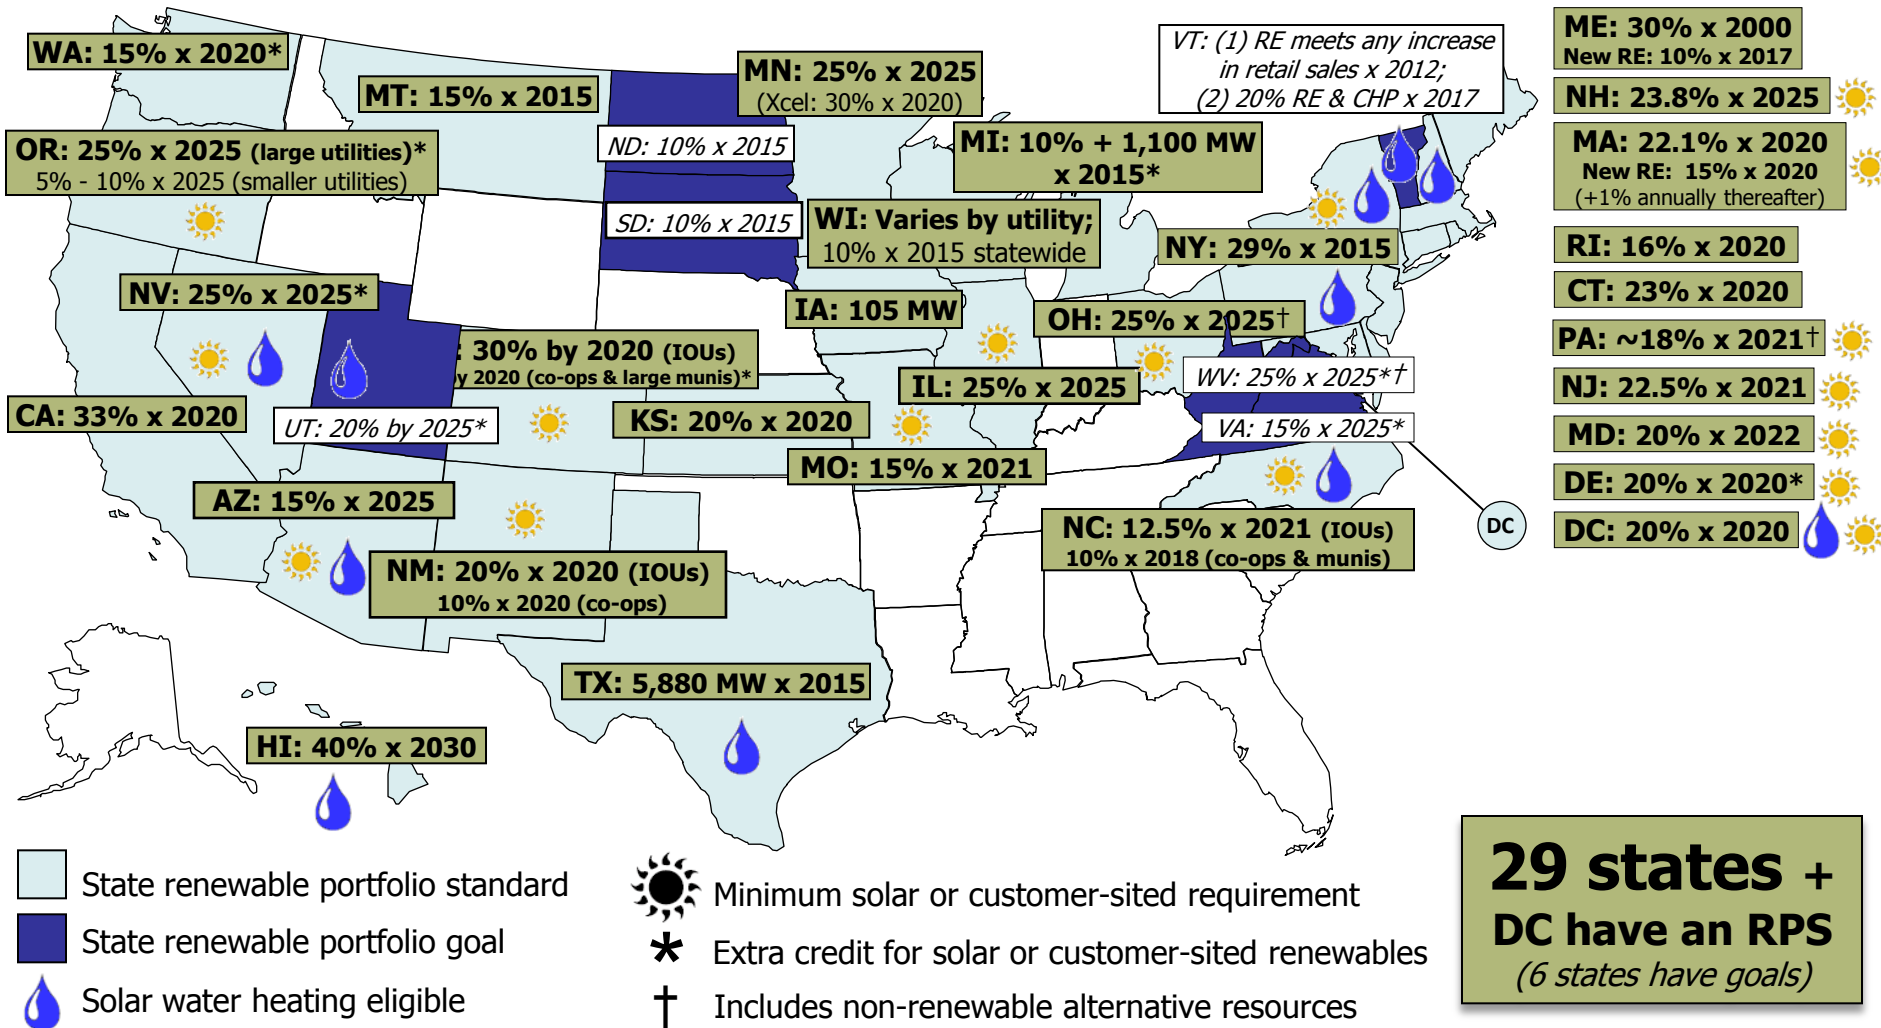 WA: 15% x 2020*
MT: 15% x 2015
MN: 25% x 2025
(Xcel: 30% x 2020)
VT: (1) RE meets any increase
in retail sales x 2012;
(2) 20% RE & CHP x 2017
ND: 10% x 2015
OR: 25% x 2025 (large utilities)*
5% - 10% x 2025 (smaller utilities)
MI: 10% + 1,100 MW
x 2015*
SD: 10% x 2015
WI: Varies by utility;
10% x 2015 statewide
NY: 29% x 2015
NV: 25% x 2025*
IA: 105 MW
OH: 25% x 2025†
: 30% by 2020 (IOUs)
by 2020 (co-ops & large munis)*
IL: 25% x 2025
WV: 25% x 2025*†
CA: 33% x 2020
UT: 20% by 2025*
KS: 20% x 2020
VA: 15% x 2025*
MO: 15% x 2021
AZ: 15% x 2025
NC: 12.5% x 2021 (IOUs)
10% x 2018 (co-ops & munis)
DC
NM: 20% x 2020 (IOUs)
10% x 2020 (co-ops)
TX: 5,880 MW x 2015
HI: 40% x 2030
ME: 30% x 2000
New RE: 10% x 2017
NH: 23.8% x 2025
MA: 22.1% x 2020
New RE: 15% x 2020
(+1% annually thereafter)
RI: 16% x 2020
CT: 23% x 2020
PA: ~18% x 2021†
NJ: 22.5% x 2021
MD: 20% x 2022
DE: 20% x 2020*
DC: 20% x 2020
State renewable portfolio standard
State renewable portfolio goal
Solar water heating eligible
Minimum solar or customer-sited requirement
* Extra credit for solar or customer-sited renewables
† Includes non-renewable alternative resources
29 states +
DC have an RPS
(6 states have goals)